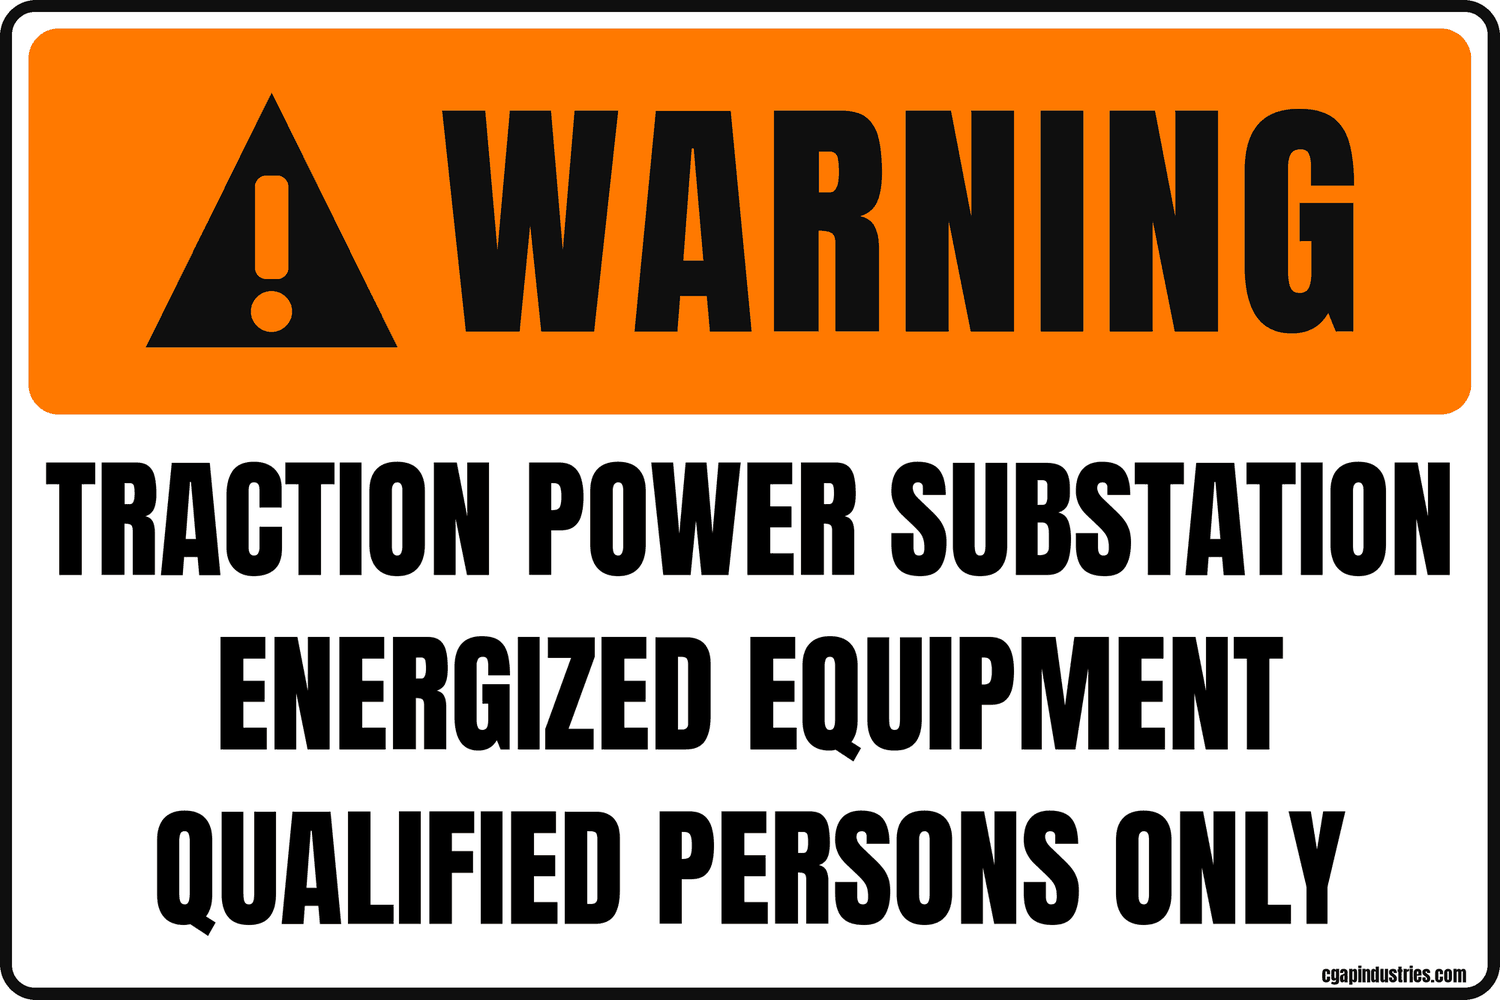 WARNING
TRACTION POWER SUBSTATION
ENERGIZED EQUIPMENT
QUALIFIED PERSONS ONLY
cgapindustries.com